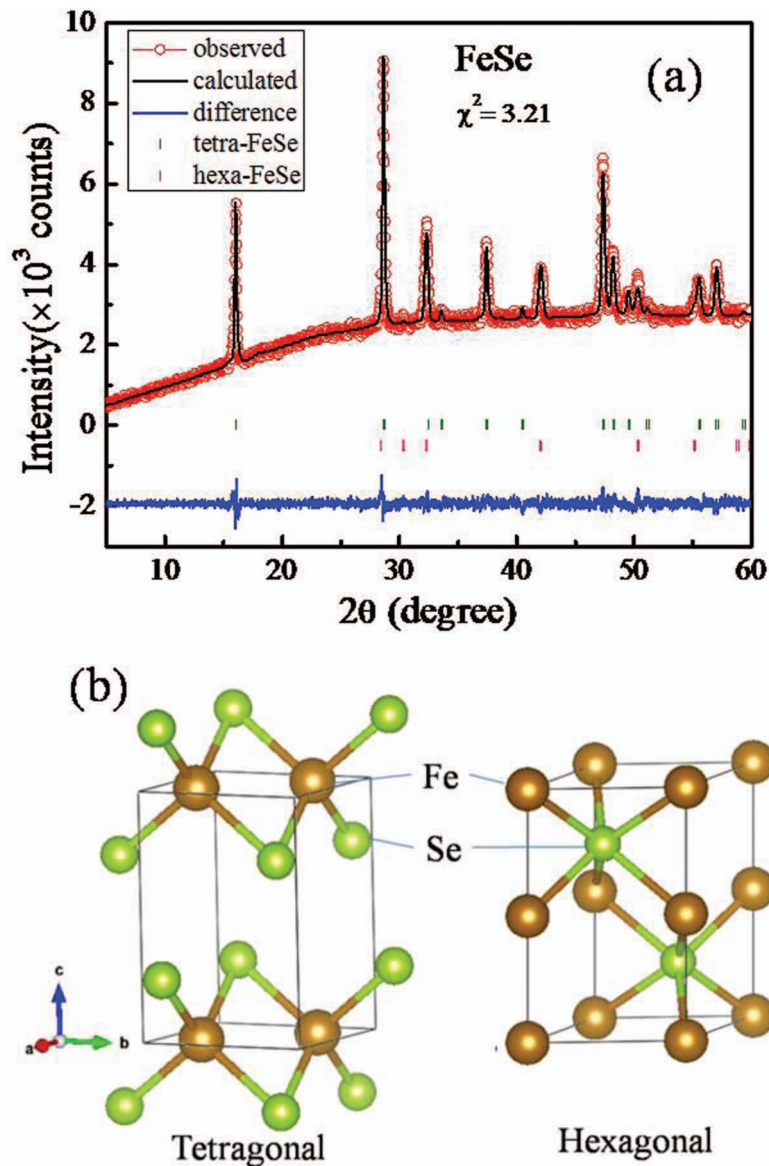 10
8
6
4
2
0
-2
Intensity(×10³ counts)
observed
calculated
difference
tetra-FeSe
hexa-FeSe
FeSe
χ² = 3.21
(a)
10 20 30 40 50 60
2θ (degree)
(b)
Fe
Se
c
a b
Tetragonal Hexagonal